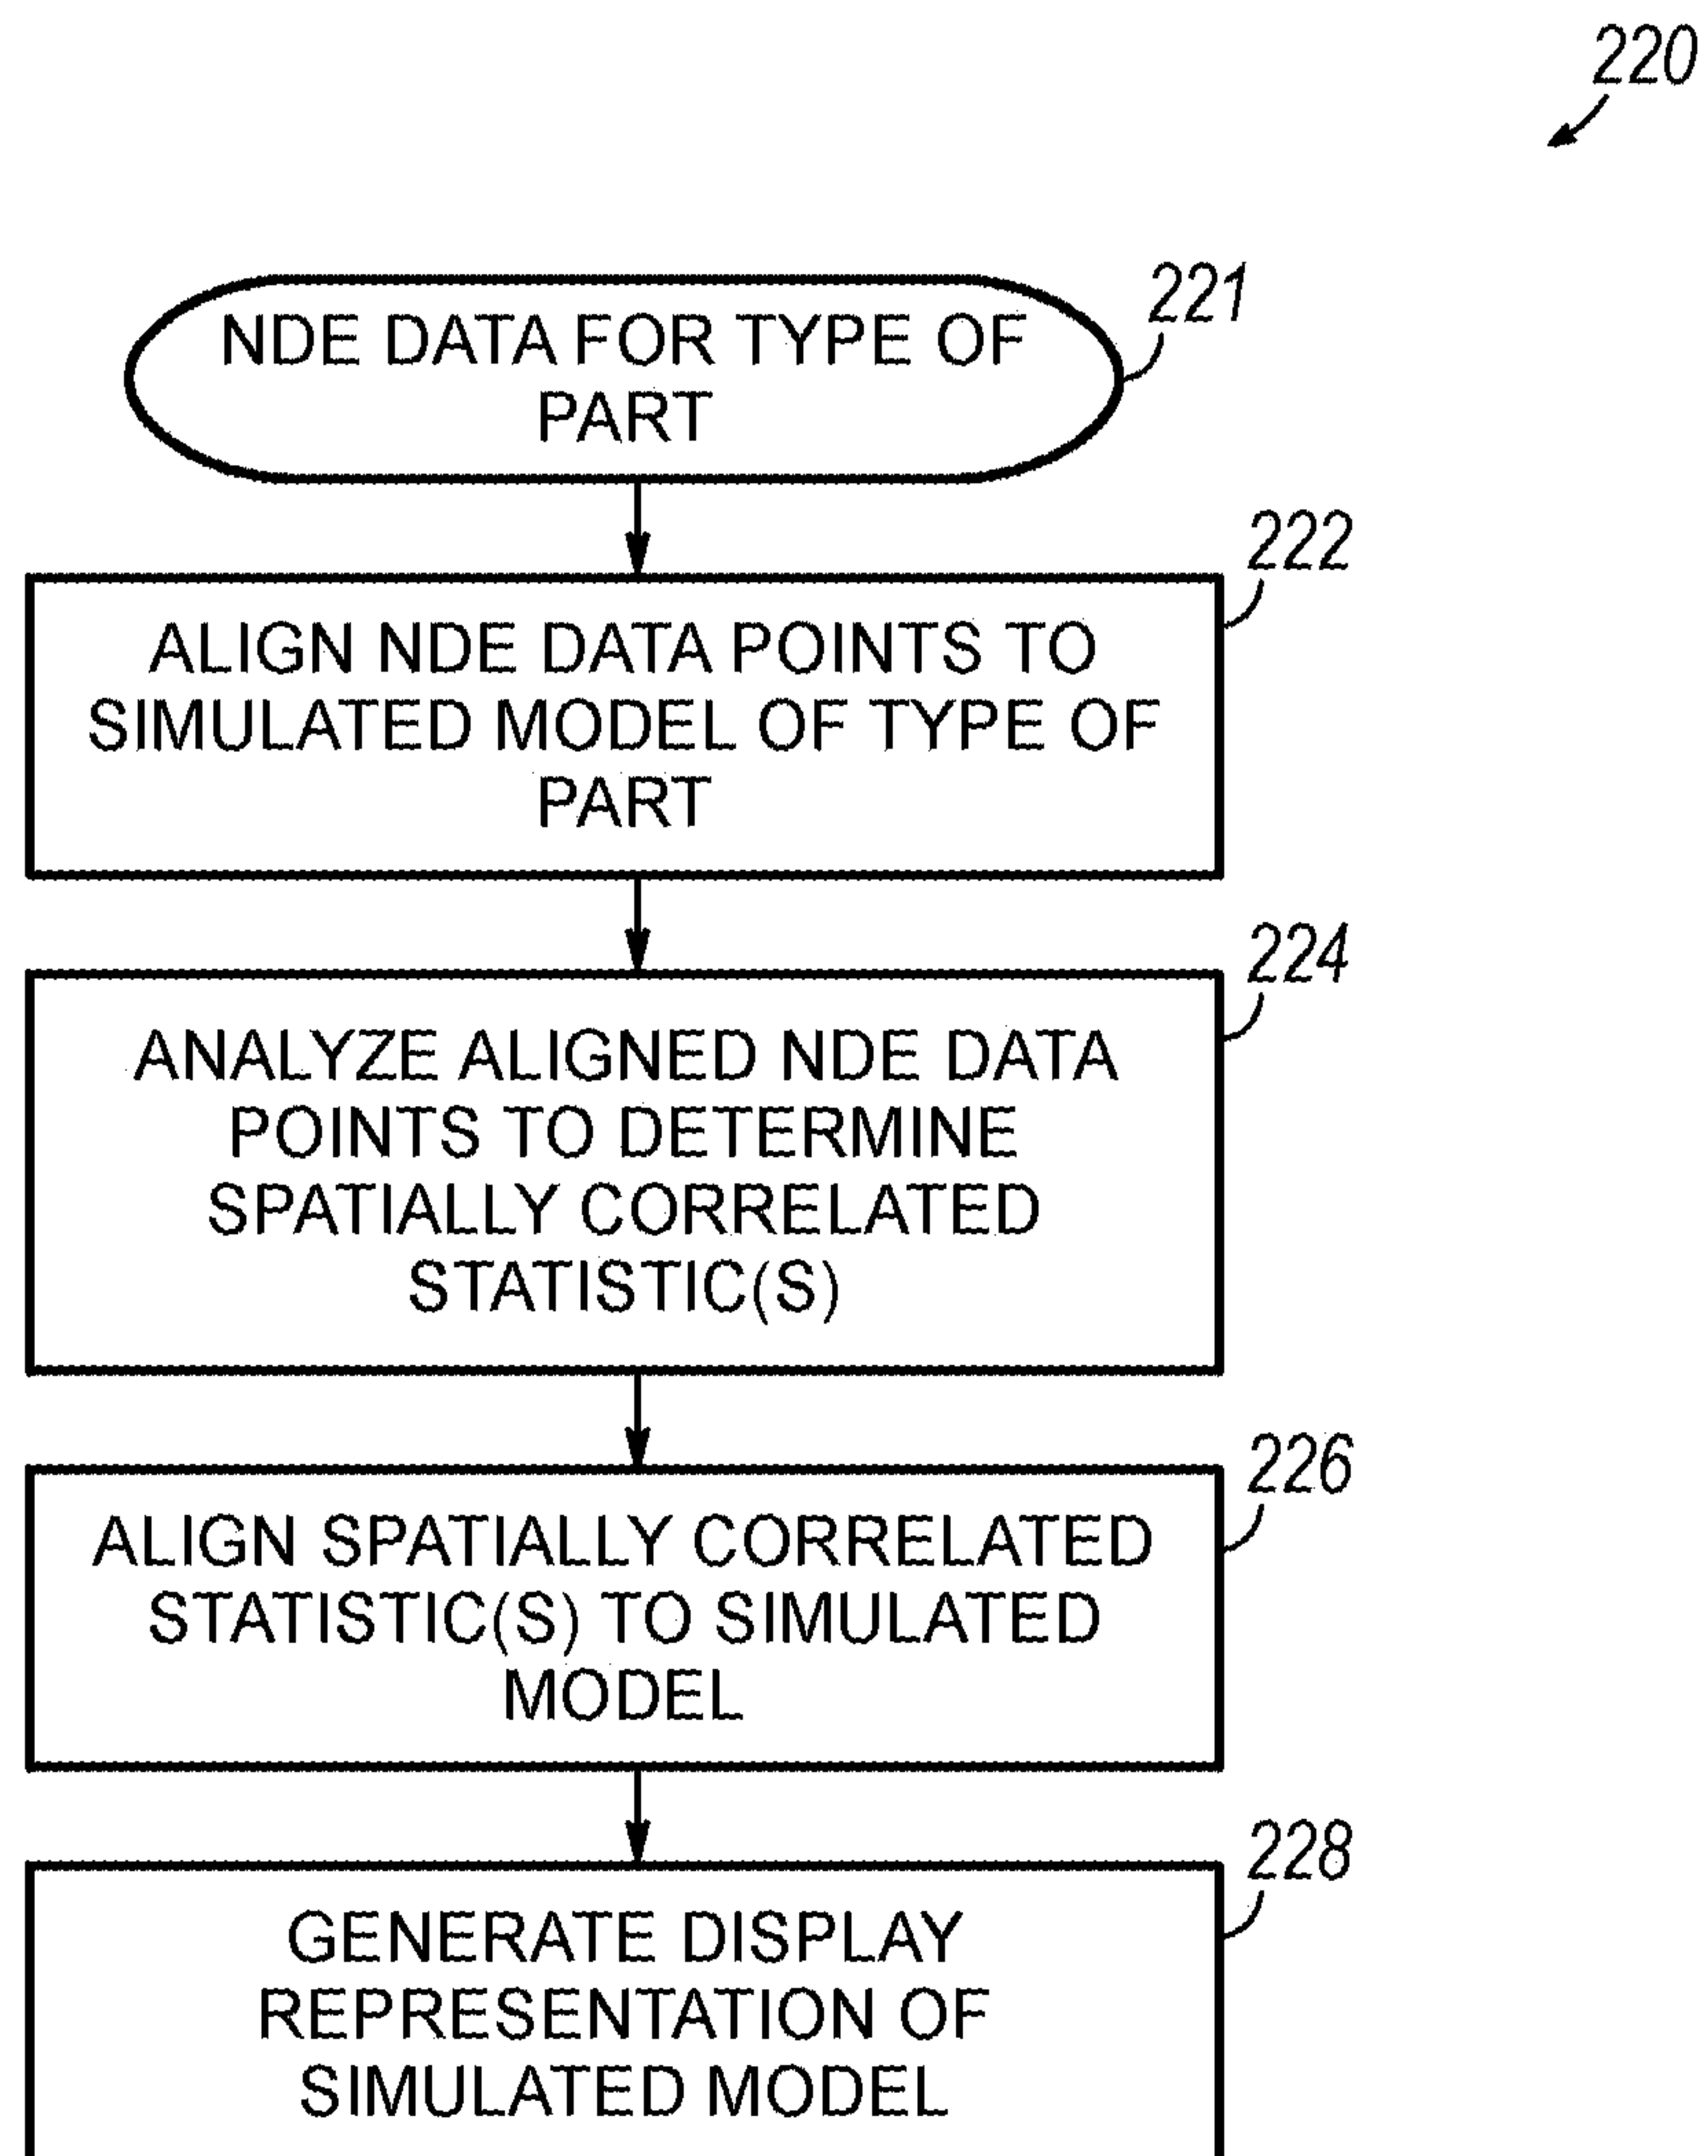 220
221
NDE DATA FOR TYPE OF
PART
222
ALIGN NDE DATA POINTS TO
SIMULATED MODEL OF TYPE OF
PART
224
ANALYZE ALIGNED NDE DATA
POINTS TO DETERMINE
SPATIALLY CORRELATED
STATISTIC(S)
226
ALIGN SPATIALLY CORRELATED
STATISTIC(S) TO SIMULATED
MODEL
228
GENERATE DISPLAY
REPRESENTATION OF
SIMULATED MODEL